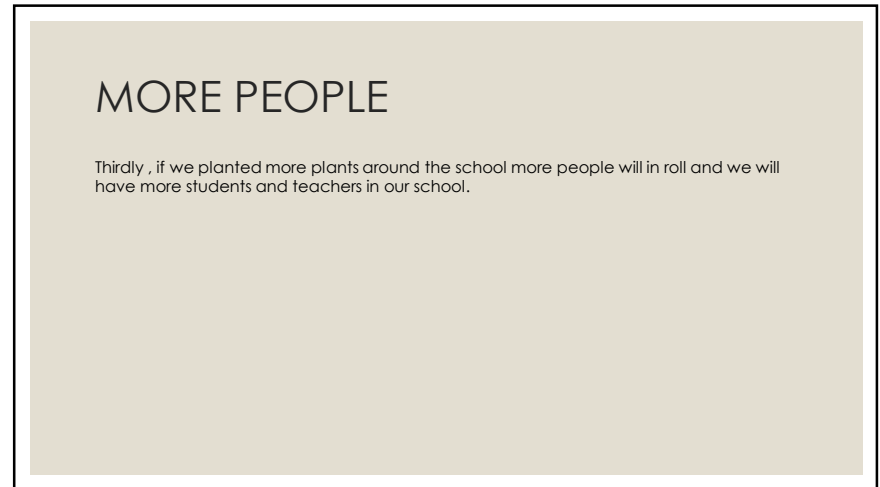 MORE PEOPLE
Thirdly , if we planted more plants around the school more people will in roll and we will
have more students and teachers in our school.